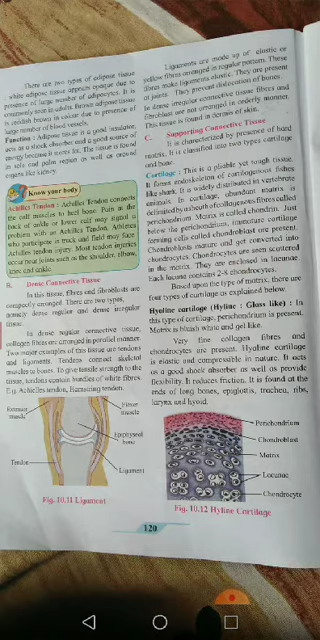 There are two types of adipose tissue
: white adipose tissue appears opaque due to
presence of large number of adipocytes. It is
commonly seen in adults. Brown adipose tissue
is reddish brown in colour due to presence of
large number of blood vessels.
Function : Adipose tissue is a good insulator,
acts as a shock absorber and a good source of
energy because it stores fat. The tissue is found
in sole and palm region as well as around
organs like kidney.
Know your body
Achilles Tendon : Achilles Tendon connects
the calf muscles to heel bone. Pain at the
back of ankle or lower calf may signal a
problem with an Achilles Tendon. Athletes
who participate in track and field may face
Achilles tendon injury. Most tendon injuries
occur near joints such as the shoulder, elbow,
knee and ankle.
B. Dense Connective Tissue
In this tissue, fibres and fibroblasts are
compactly arranged. There are two types,
namely dense regular and dense irregular
tissue.
In dense regular connective tissue,
collagen fibres are arranged in parallel manner.
Two major examples of this tissue are tendons
and ligaments. Tendons connect skeletal
muscles to bones. To give tensile strength to the
tissue, tendons contain bundles of white fibres.
E.g. Achilles tendon, Hamstring tendon.
Extensor
muscle
Flexor
muscle
Epiphyseal
bone
Tendon
Ligament
Fig. 10.11 Ligament
Ligaments are made up of elastic or
yellow fibres arranged in regular pattern. These
fibres make ligaments elastic. They are present
at joints. They prevent dislocation of bones.
In dense irregular connective tissue fibres and
fibroblast are not arranged in orderly manner.
This tissue is found in dermis of skin.
C. Supporting Connective Tissue
It is characterized by presence of hard
matrix. It is classified into two types cartilage
and bone.
Cartilage : This is a pliable yet tough tissue.
It forms endoskeleton of cartilaginous fishes
like shark. It is widely distributed in vertebrate
animals. In cartilage, abundant matrix is
delimited by a sheath of collagenous fibres called
perichondrium. Matrix is called chondrin. Just
below the perichondrium, immature cartilage
forming cells called chondroblast are present.
Chondroblasts mature and get converted into
chondrocytes. Chondrocytes are seen scattered
in the matrix. They are enclosed in lacunae.
Each lacuna contains 2-8 chondrocytes.
Based upon the type of matrix, there are
four types of cartilage as explained below.
Hyline cartilage (Hyline : Glass like) : In
this type of cartilage, perichondrium is present.
Matrix is bluish white and gel like.
Very fine collagen fibres and
chondrocytes are present. Hyline cartilage
is elastic and compressible in nature. It acts
as a good shock absorber as well as provide
flexibility. It reduces friction. It is found at the
ends of long bones, epiglottis, trachea, ribs,
larynx and hyoid.
Perichondrium
Chondroblast
Matrix
Lacunae
Chondrocyte
Fig. 10.12 Hyline Cartilage
120